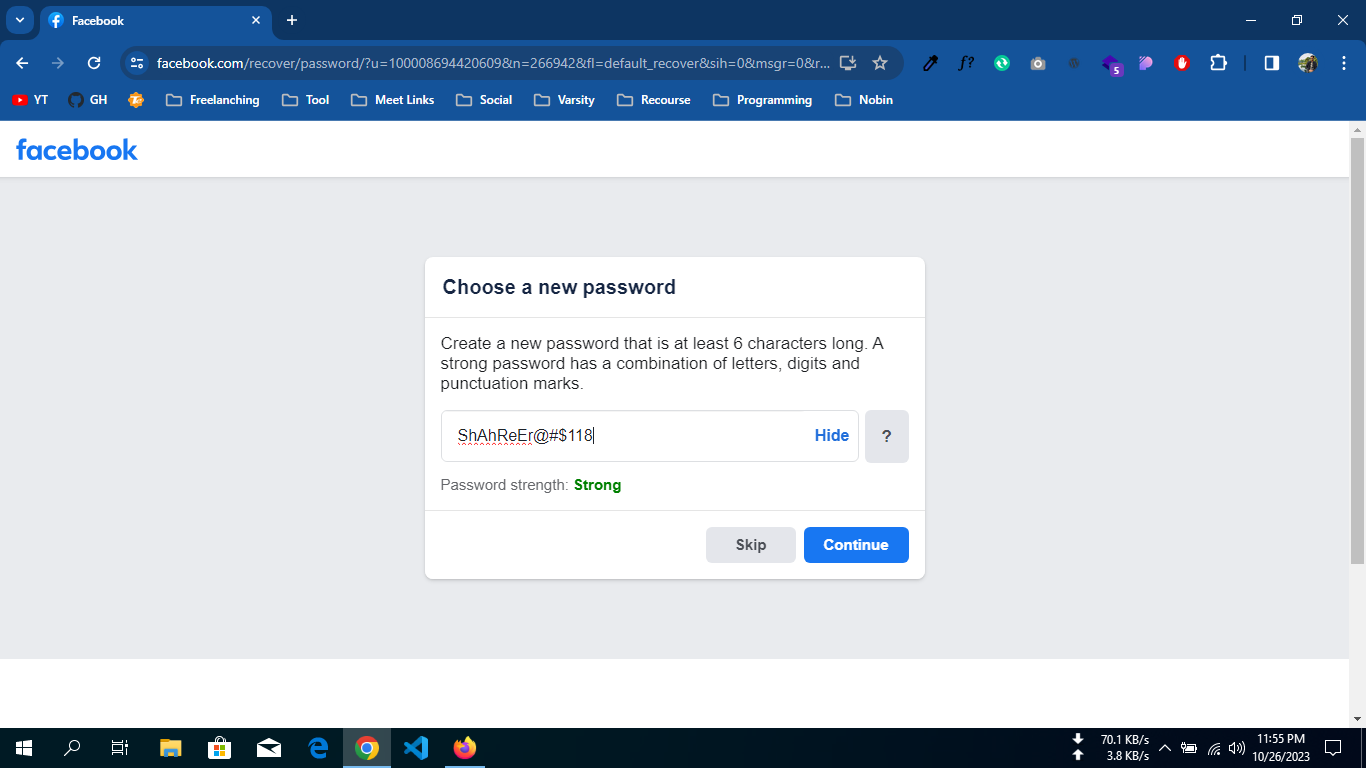 Facebook
facebook.com/recover/password/?u=100008694420609&n=266942&fl=default_recover&sih=0&msgr=0&r...
f?
5
YT
GH
Freelanching
Tool
Meet Links
Social
Varsity
Recourse
Programming
Nobin
facebook
Choose a new password
Create a new password that is at least 6 characters long. A
strong password has a combination of letters, digits and
punctuation marks.
ShAhReEr@#$118
Hide
?
Password strength: Strong
Skip
Continue
70.1 KB/s
3.8 KB/s
11:55 PM
10/26/2023